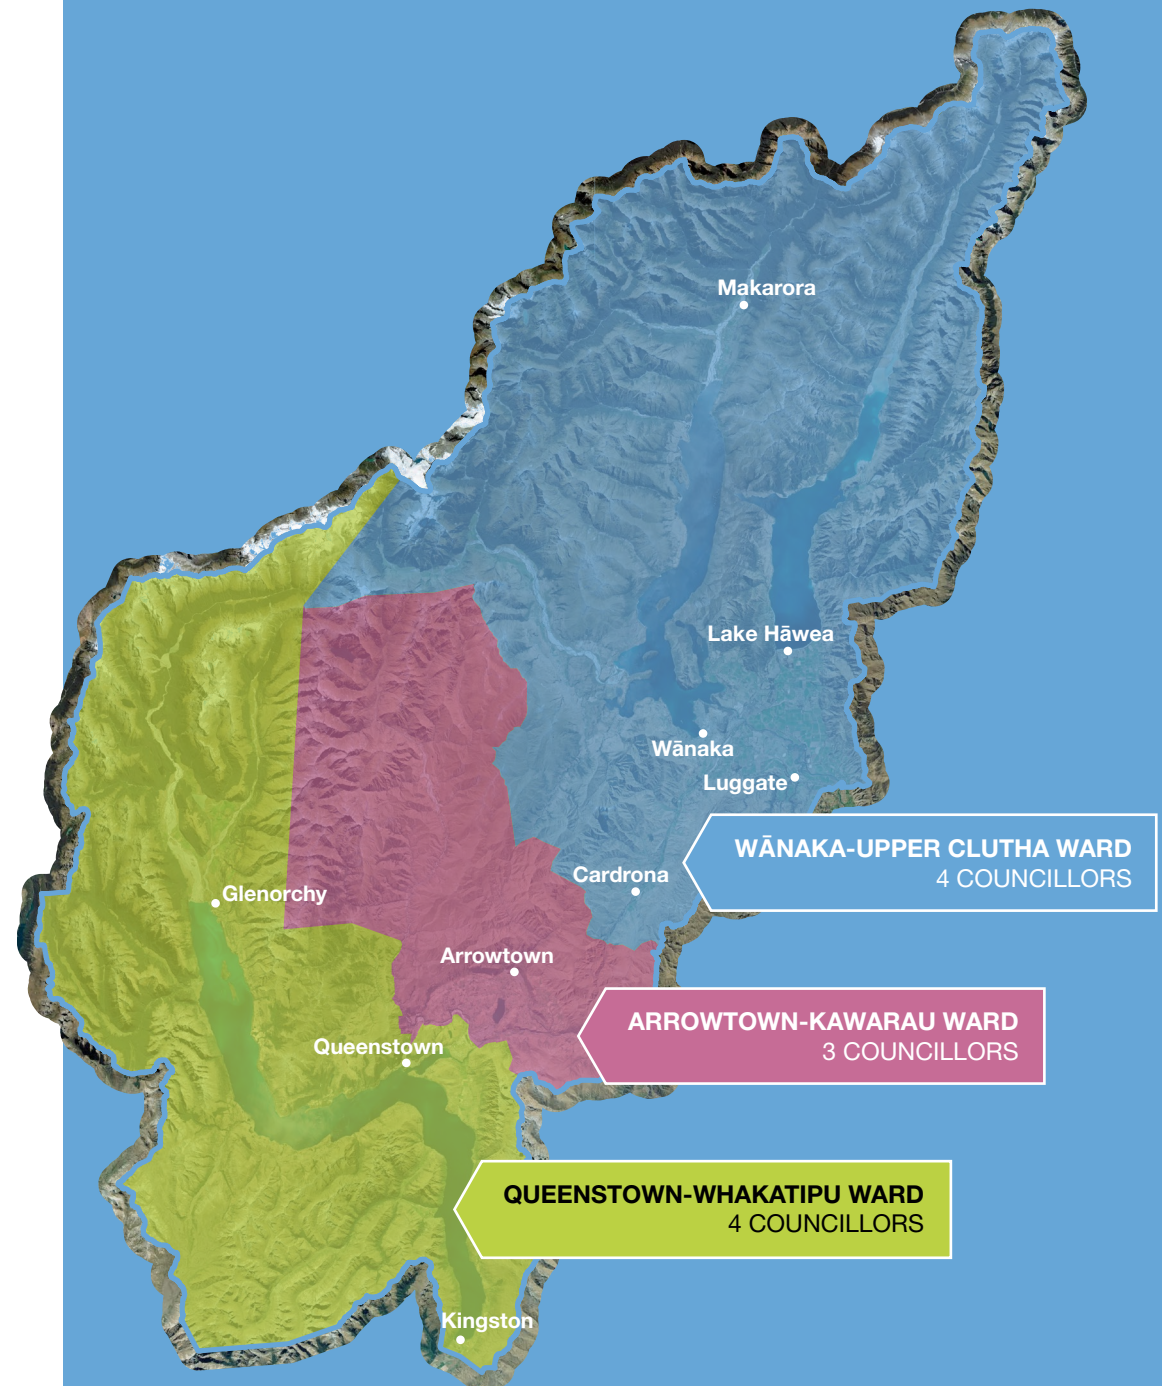 Makarora
Lake Hāwea
Wānaka
Luggate
WĀNAKA-UPPER CLUTHA WARD
4 COUNCILLORS
Cardrona
Glenorchy
Arrowtown
ARROWTOWN-KAWARAU WARD
3 COUNCILLORS
Queenstown
QUEENSTOWN-WHAKATIPU WARD
4 COUNCILLORS
Kingston